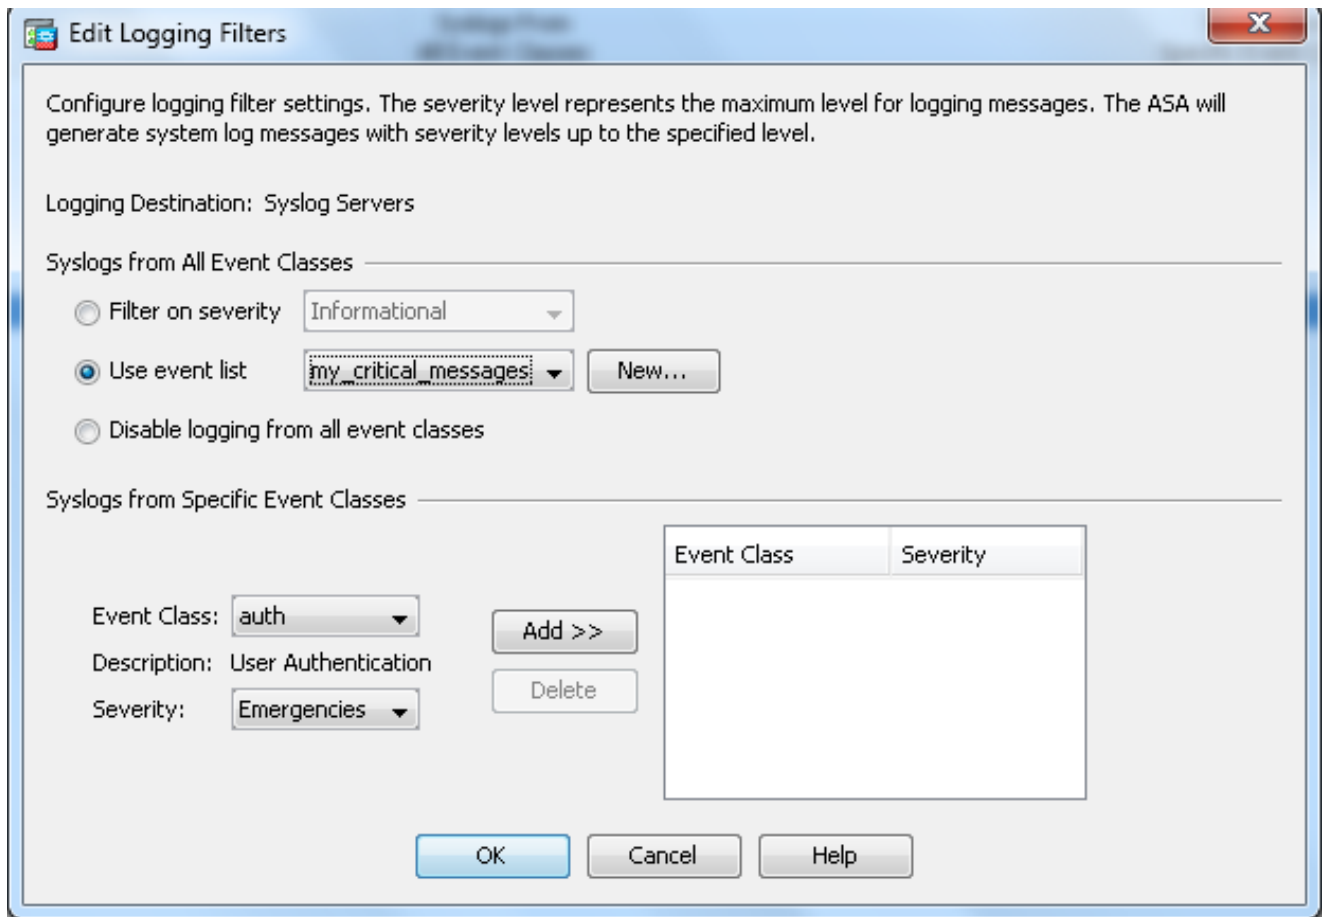 Edit Logging Filters
Configure logging filter settings. The severity level represents the maximum level for logging messages. The ASA will
generate system log messages with severity levels up to the specified level.
Logging Destination: Syslog Servers
Syslogs from All Event Classes
Filter on severity Informational
Use event list my_critical_messages New...
Disable logging from all event classes
Syslogs from Specific Event Classes
Event Class Severity
Event Class: auth Add >>
Description: User Authentication
Delete
Severity: Emergencies
OK Cancel Help